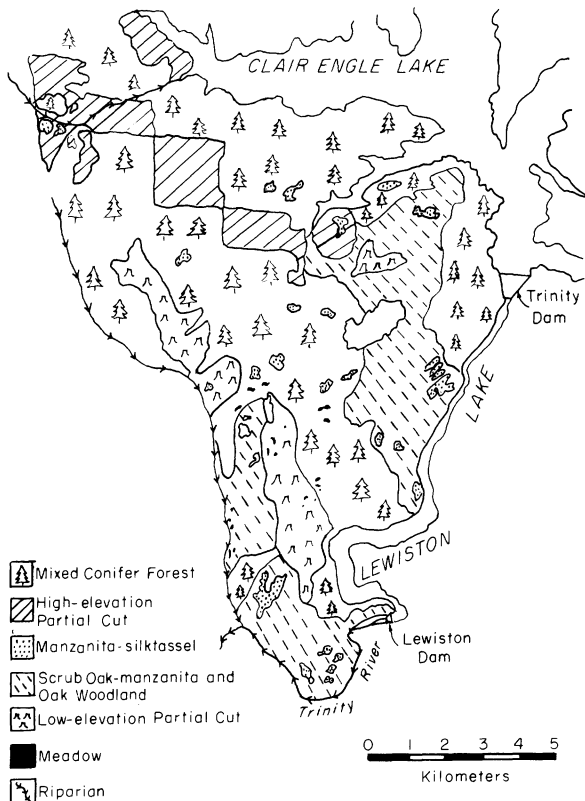 CLAIR ENGLE LAKE
Trinity
Dam
LAKE
LEWISTON
Lewiston
Dam
River
Trinity
Mixed Conifer Forest
High-elevation
Partial Cut
Manzanita-silktassel
Scrub Oak-manzanita and
Oak Woodland
Low-elevation Partial Cut
Meadow
Riparian
0 1 2 3 4 5
Kilometers